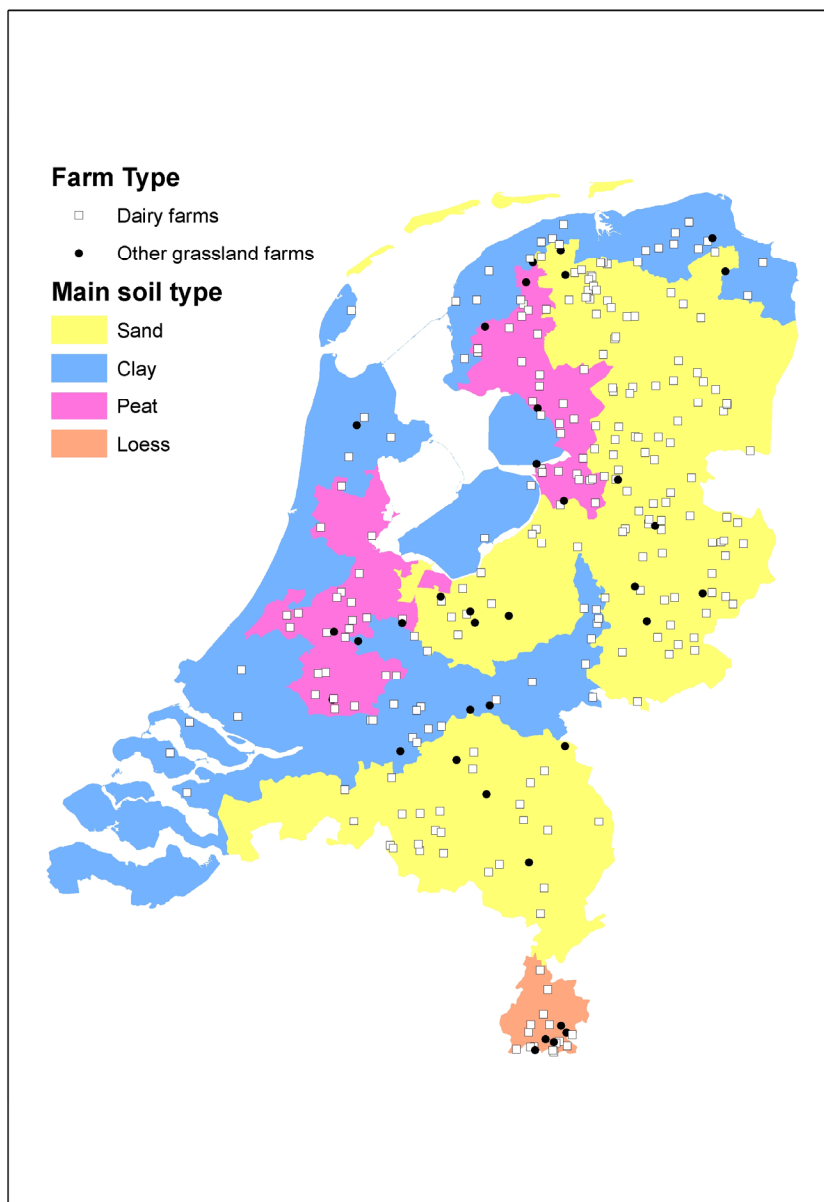 Farm Type
Dairy farms
Other grassland farms
Main soil type
Sand
Clay
Peat
Loess